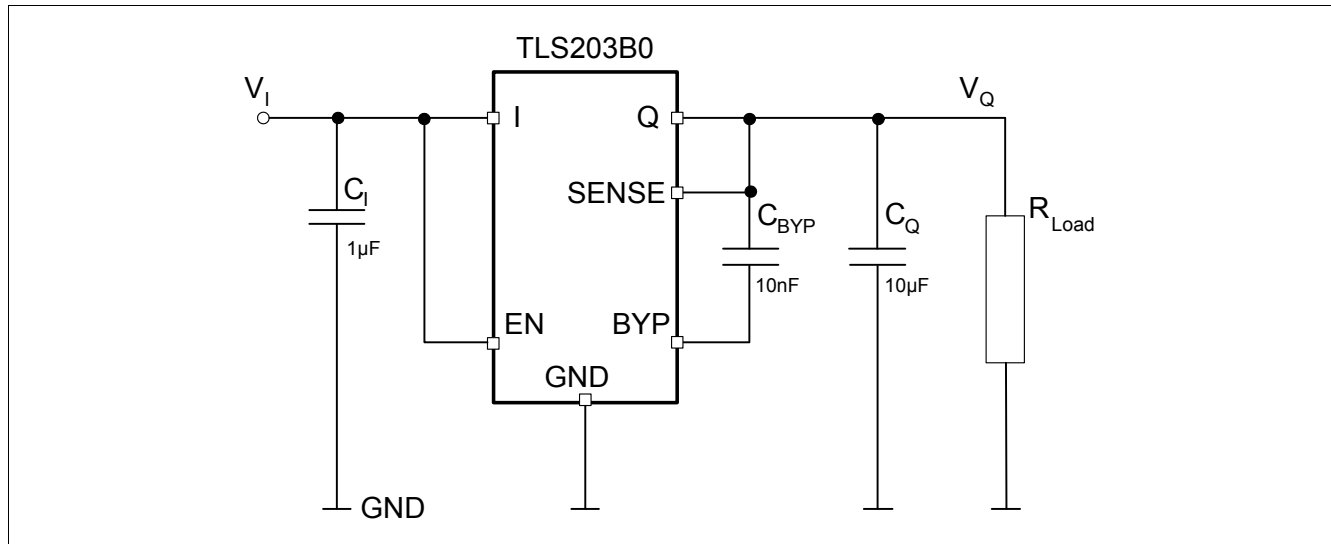 TLS203B0
V_I
V_Q
I
Q
SENSE
C_I
1µF
C_BYP
10nF
C_Q
10µF
R_Load
EN
BYP
GND
GND